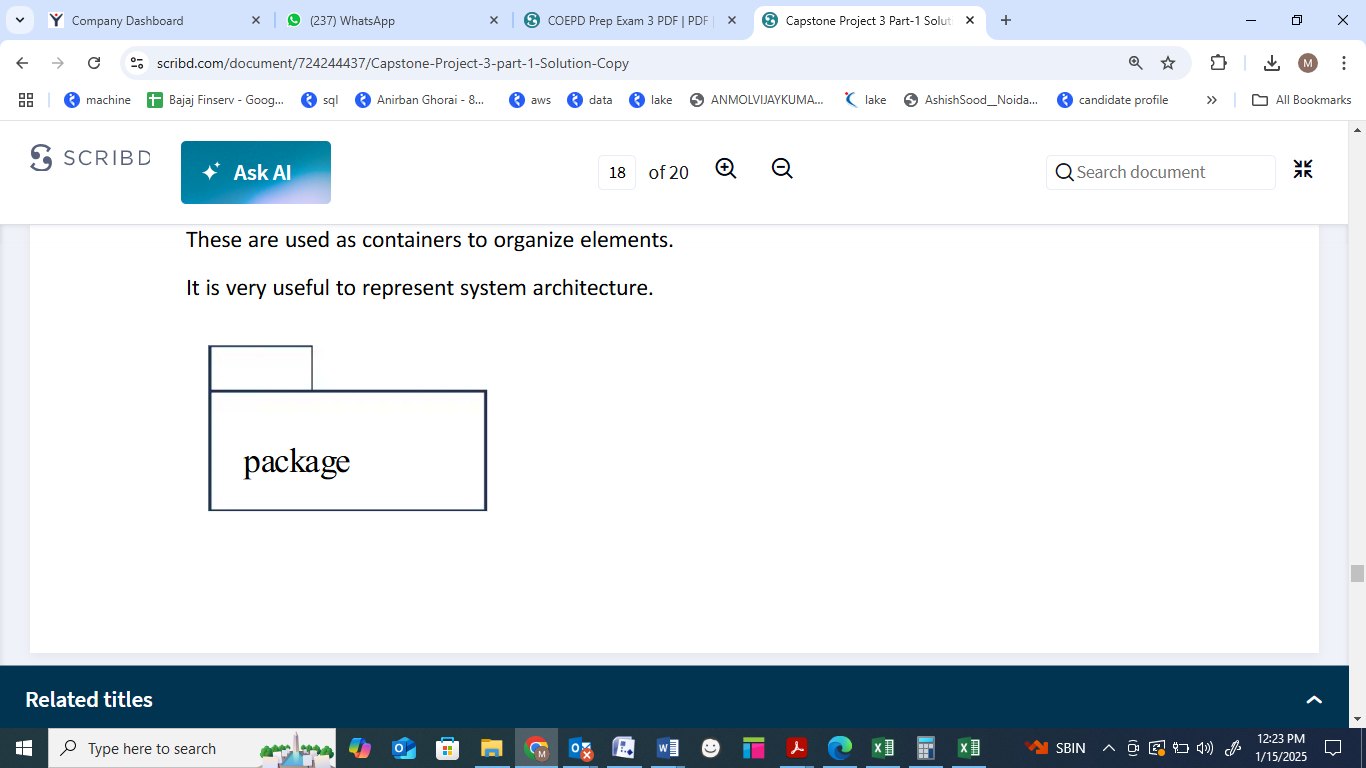 Company Dashboard
(237) WhatsApp
COEPD Prep Exam 3 PDF | PDF
Capstone Project 3 Part-1 Soluti
scribd.com/document/724244437/Capstone-Project-3-part-1-Solution-Copy
M
machine
Bajaj Finserv - Goog...
sql
Anirban Ghorai - 8...
aws
data
lake
ANMOLVIJAYKUMA...
lake
AshishSood__Noida...
candidate profile
»
All Bookmarks
SCRIBD
Ask AI
18 of 20
Search document
These are used as containers to organize elements.
It is very useful to represent system architecture.
package
Related titles
Type here to search
SBIN
12:23 PM
1/15/2025